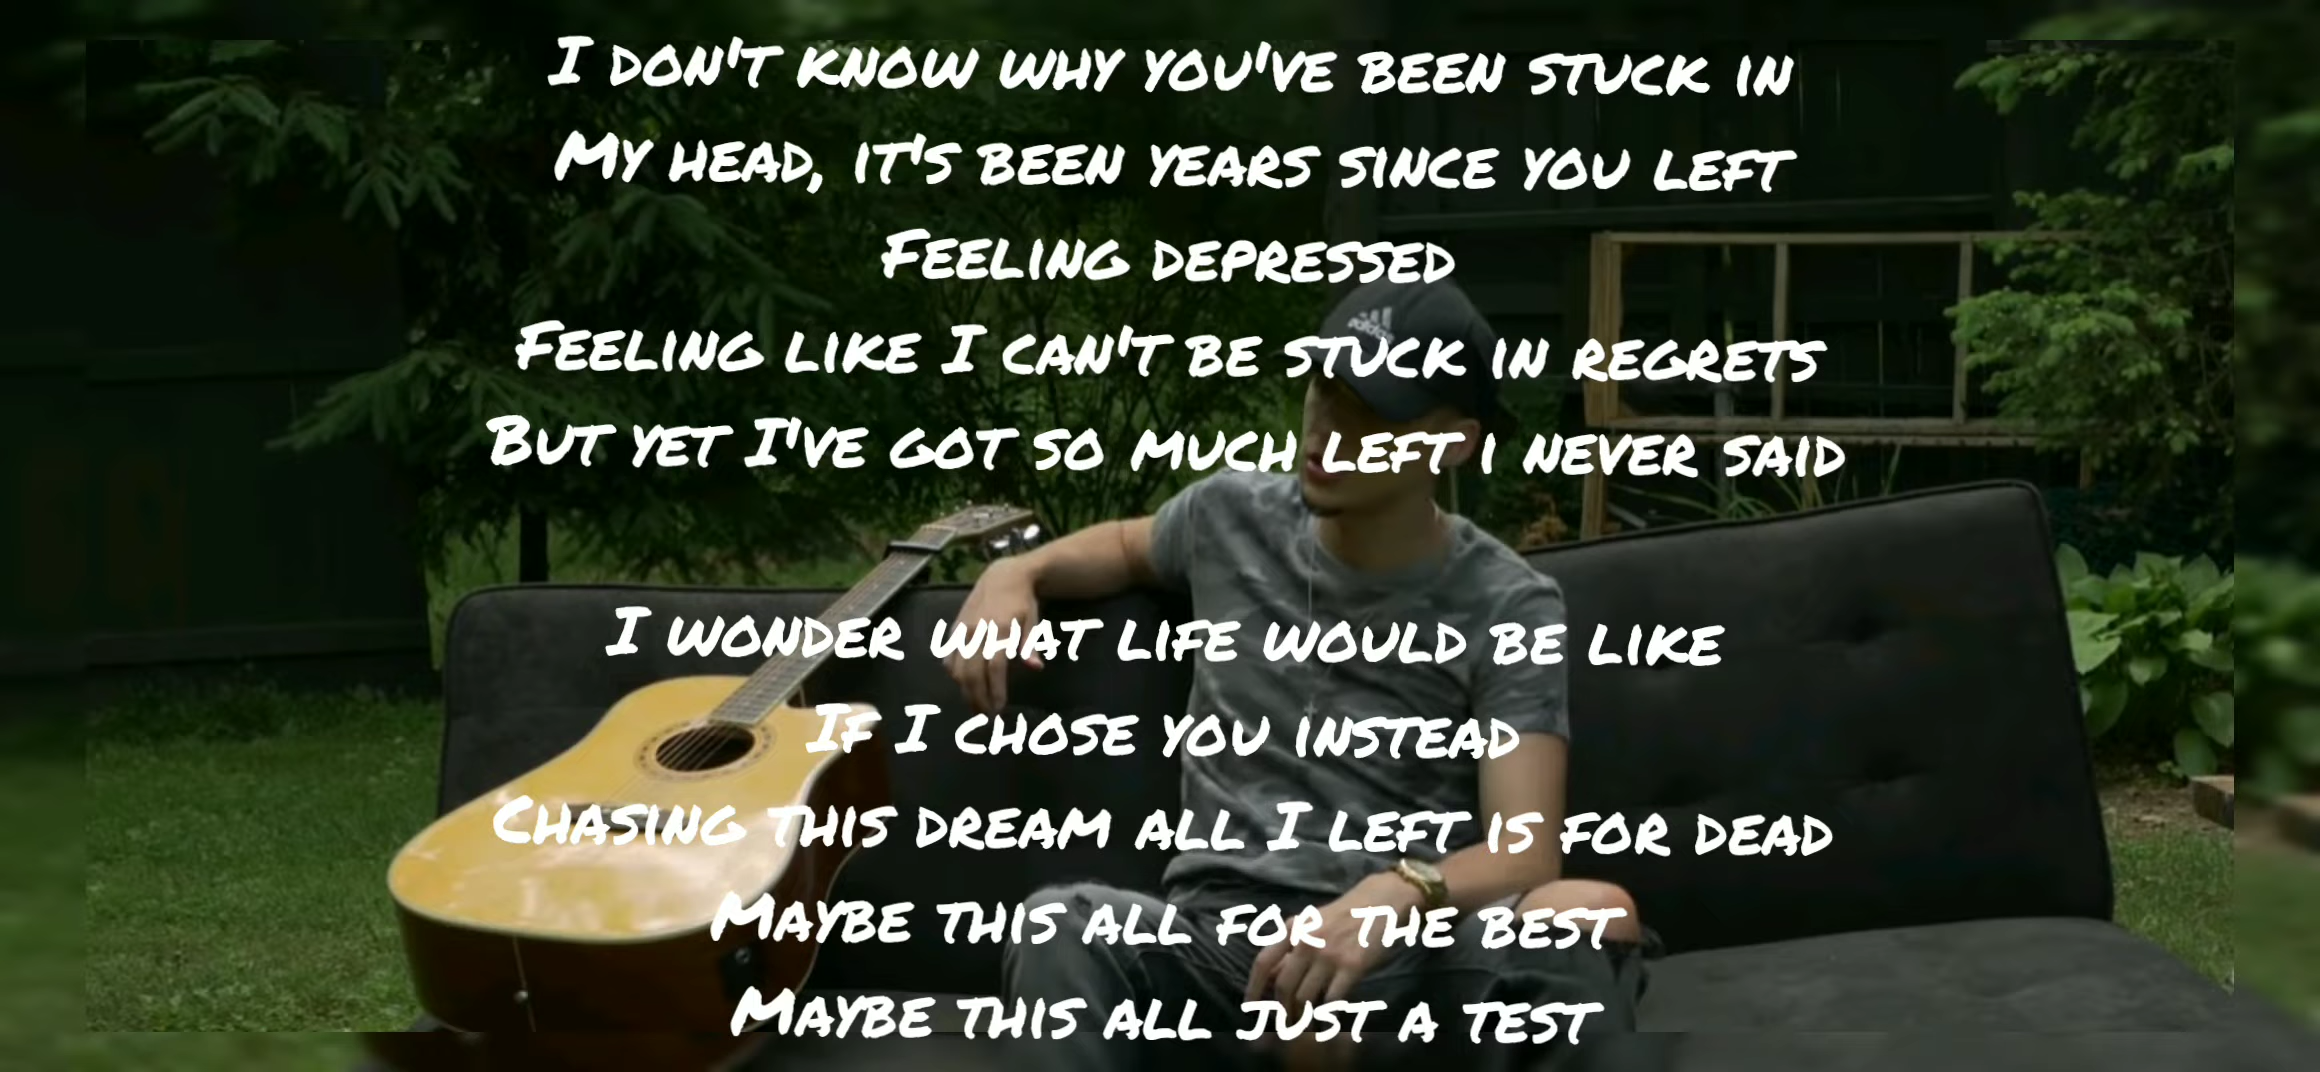 I don't know why you've been stuck in
My head, it's been years since you left
Feeling depressed
adidas
Feeling like I can't be stuck in regrets
But yet I've got so much left i never said
I wonder what life would be like
If I chose you instead
Chasing this dream all I left is for dead
Maybe this all for the best
Maybe this all just a test